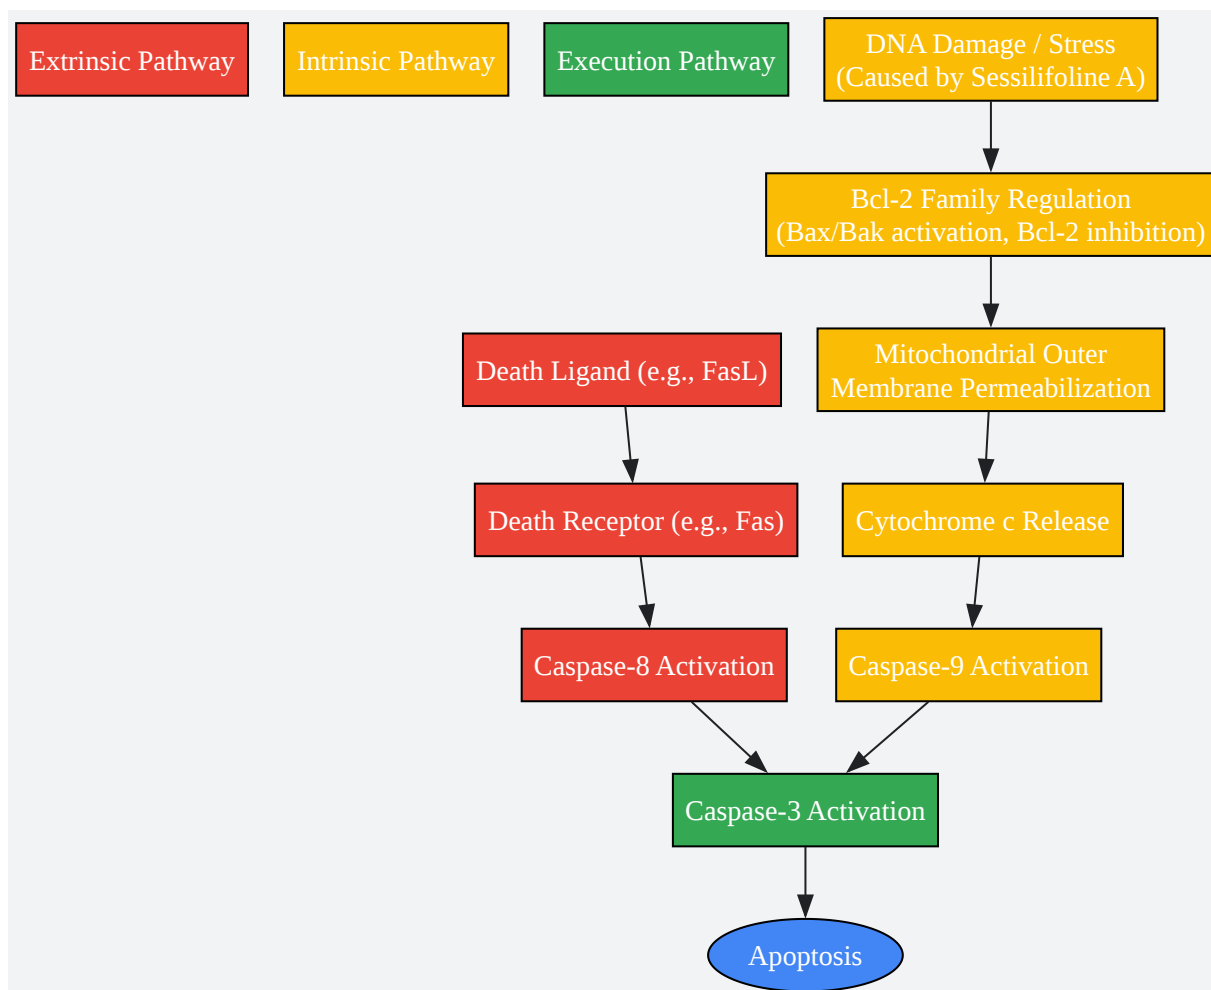 Extrinsic Pathway
Intrinsic Pathway
Execution Pathway
DNA Damage / Stress
(Caused by Sessilifoline A)
Bcl-2 Family Regulation
(Bax/Bak activation, Bcl-2 inhibition)
Death Ligand (e.g., FasL)
Mitochondrial Outer
Membrane Permeabilization
Death Receptor (e.g., Fas)
Cytochrome c Release
Caspase-8 Activation
Caspase-9 Activation
Caspase-3 Activation
Apoptosis